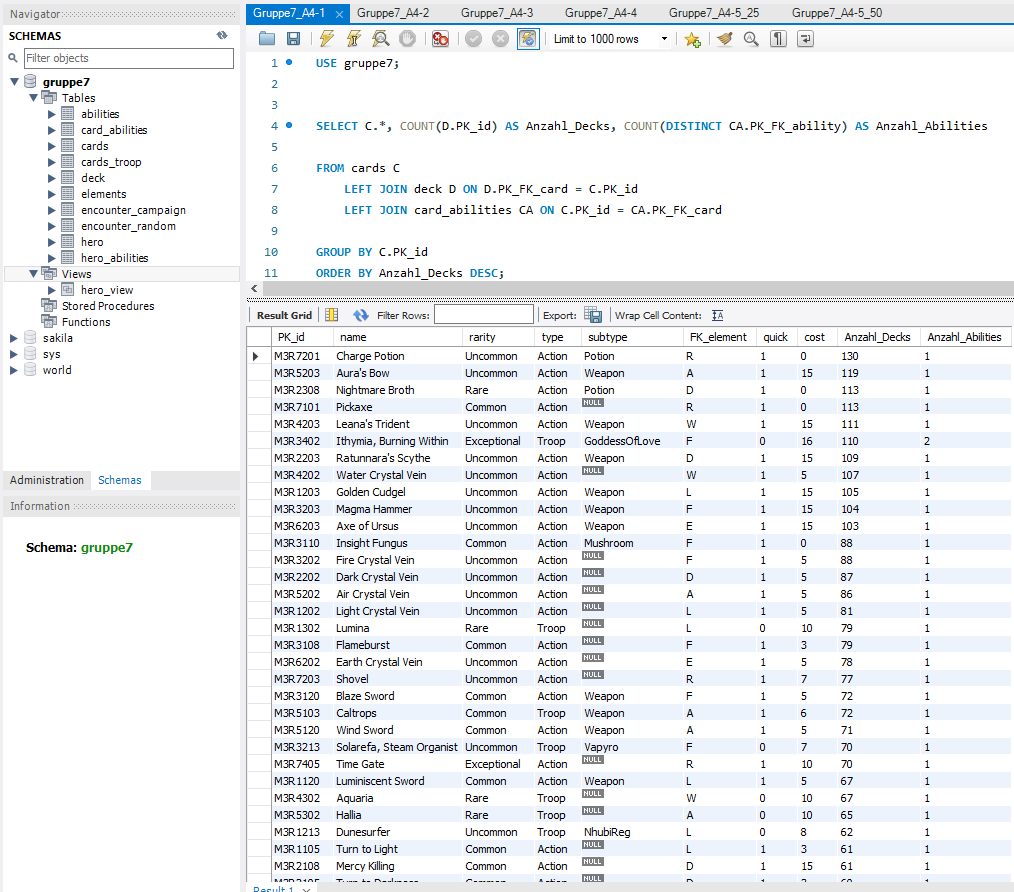 Navigator
SCHEMAS
Filter objects
gruppe7
Tables
abilities
card_abilities
cards
cards_troop
deck
elements
encounter_campaign
encounter_random
hero
hero_abilities
Views
hero_view
Stored Procedures
Functions
sakila
sys
world
Administration Schemas
Information
Schema: gruppe7
Gruppe7_A4-1 × Gruppe7_A4-2 Gruppe7_A4-3 Gruppe7_A4-4 Gruppe7_A4-5_25 Gruppe7_A4-5_50
Limit to 1000 rows
1 USE gruppe7;
2
3
4 SELECT C.*, COUNT(D.PK_id) AS Anzahl_Decks, COUNT(DISTINCT CA.PK_FK_ability) AS Anzahl_Abilities
5
6 FROM cards C
7 LEFT JOIN deck D ON D.PK_FK_card = C.PK_id
8 LEFT JOIN card_abilities CA ON C.PK_id = CA.PK_FK_card
9
10 GROUP BY C.PK_id
11 ORDER BY Anzahl_Decks DESC;
Result Grid Filter Rows: Export: Wrap Cell Content: IA
PK_id name rarity type subtype FK_element quick cost Anzahl_Decks Anzahl_Abilities
M3R7201 Charge Potion Uncommon Action Potion R 1 0 130 1
M3R5203 Aura's Bow Uncommon Action Weapon A 1 15 119 1
M3R2308 Nightmare Broth Rare Action Potion D 1 0 113 1
M3R7101 Pickaxe Common Action NULL R 1 0 113 1
M3R4203 Leana's Trident Uncommon Action Weapon W 1 15 111 1
M3R3402 Ithymia, Burning Within Exceptional Troop GoddessOfLove F 0 16 110 2
M3R2203 Ratunnara's Scythe Uncommon Action Weapon D 1 15 109 1
M3R4202 Water Crystal Vein Uncommon Action NULL W 1 5 107 1
M3R1203 Golden Cudgel Uncommon Action Weapon L 1 15 105 1
M3R3203 Magma Hammer Uncommon Action Weapon F 1 15 104 1
M3R6203 Axe of Ursus Uncommon Action Weapon E 1 15 103 1
M3R3110 Insight Fungus Common Action Mushroom F 1 0 88 1
M3R3202 Fire Crystal Vein Uncommon Action NULL F 1 5 88 1
M3R2202 Dark Crystal Vein Uncommon Action NULL D 1 5 87 1
M3R5202 Air Crystal Vein Uncommon Action NULL A 1 5 86 1
M3R1202 Light Crystal Vein Uncommon Action NULL L 1 5 81 1
M3R1302 Lumina Rare Troop NULL L 0 10 79 1
M3R3108 Flameburst Common Action NULL F 1 3 79 1
M3R6202 Earth Crystal Vein Uncommon Action NULL E 1 5 78 1
M3R7203 Shovel Uncommon Action NULL R 1 7 77 1
M3R3120 Blaze Sword Common Action Weapon F 1 5 72 1
M3R5103 Caltrops Common Troop Weapon A 1 6 72 1
M3R5120 Wind Sword Common Action Weapon A 1 5 71 1
M3R3213 Solarefa, Steam Organist Uncommon Troop Vapyro F 0 7 70 1
M3R7405 Time Gate Exceptional Action NULL R 1 10 70 1
M3R1120 Luminiscent Sword Common Action Weapon L 1 5 67 1
M3R4302 Aquaria Rare Troop NULL W 0 10 67 1
M3R5302 Hallia Rare Troop NULL A 0 10 65 1
M3R1213 Dunesurfer Uncommon Troop NhubiReg L 0 8 62 1
M3R1105 Turn to Light Common Action NULL L 1 3 61 1
M3R2108 Mercy Killing Common Action NULL D 1 15 61 1
Result 1